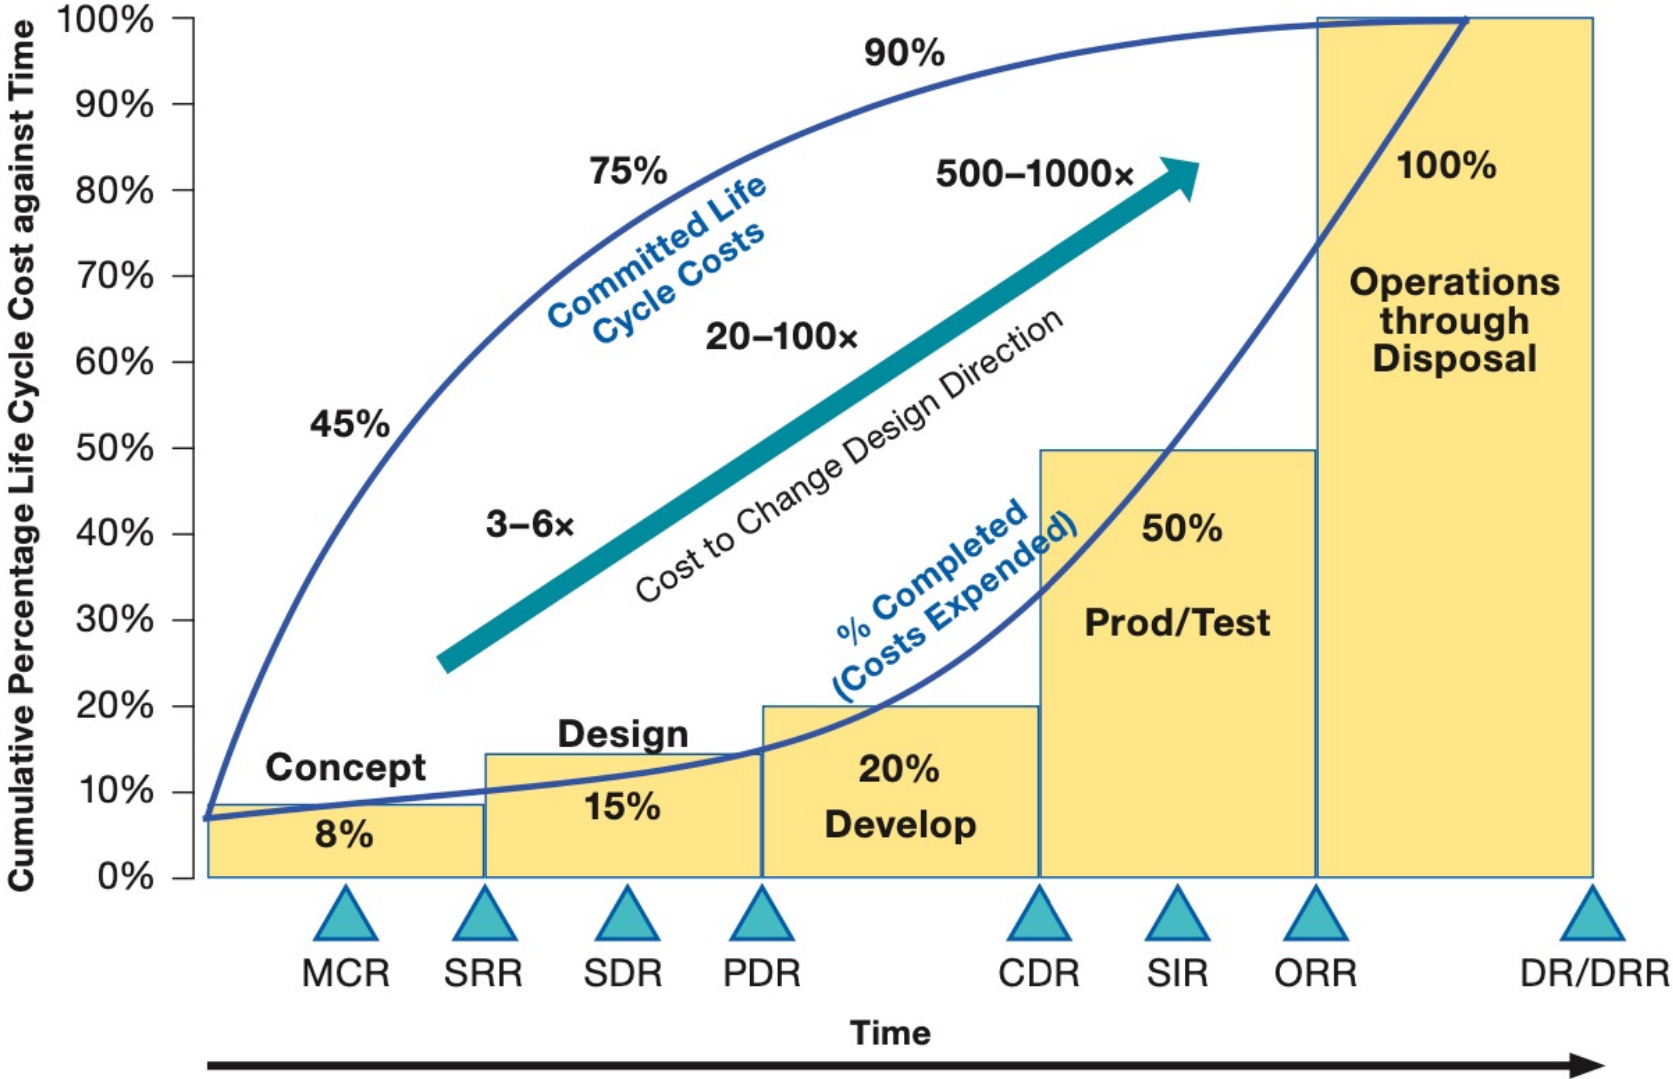 Cumulative Percentage Life Cycle Cost against Time
100%
90%
80%
70%
60%
50%
40%
30%
20%
10%
0%
90%
75%
45%
Committed Life
Cycle Costs
500–1000×
20–100×
3–6×
Cost to Change Design Direction
% Completed
(Costs Expended)
Concept
8%
Design
15%
20%
Develop
50%
Prod/Test
100%
Operations
through
Disposal
MCR
SRR
SDR
PDR
CDR
SIR
ORR
DR/DRR
Time